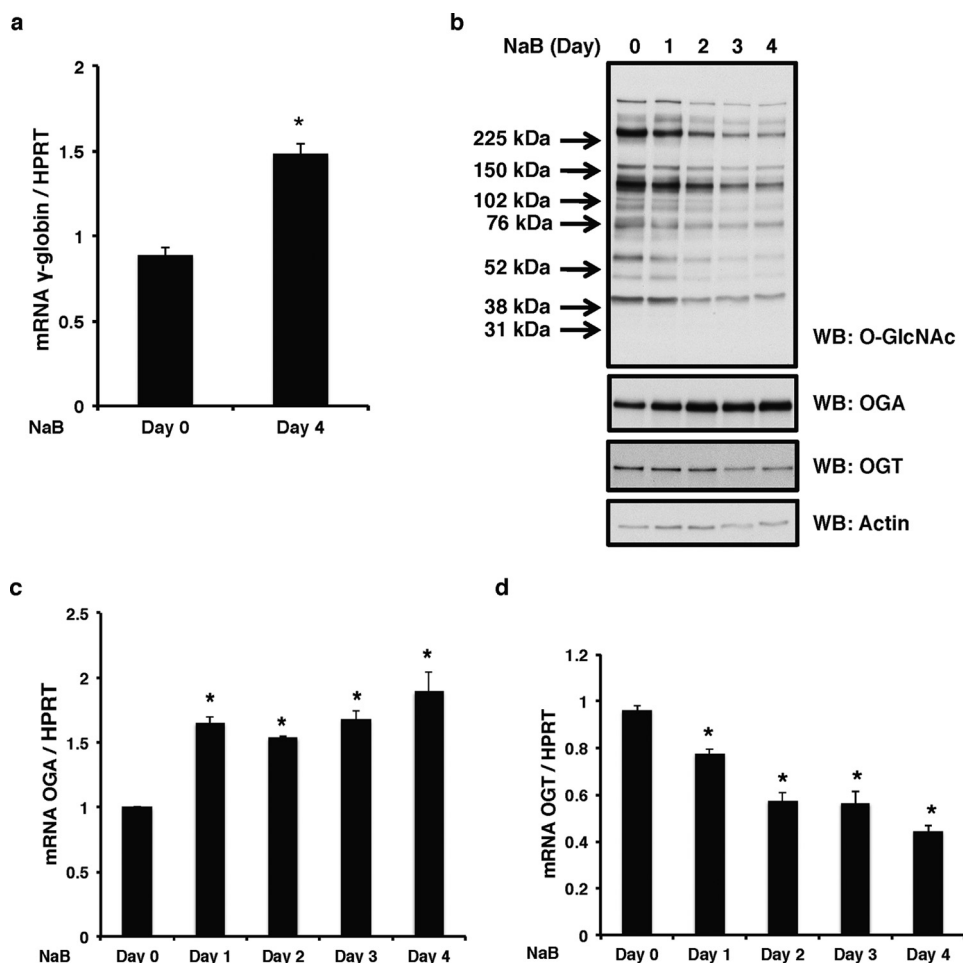 a
mRNA γ-globin / HPRT
2
1.5
1
0.5
0
*
NaB
Day 0
Day 4
b
NaB (Day) 0 1 2 3 4
225 kDa
150 kDa
102 kDa
76 kDa
52 kDa
38 kDa
31 kDa
WB: O-GlcNAc
WB: OGA
WB: OGT
WB: Actin
c
mRNA OGA / HPRT
2.5
2
1.5
1
0.5
0
* * * *
NaB
Day 0 Day 1 Day 2 Day 3 Day 4
d
mRNA OGT / HPRT
1.2
1
0.8
0.6
0.4
0.2
0
* * * *
NaB
Day 0 Day 1 Day 2 Day 3 Day 4